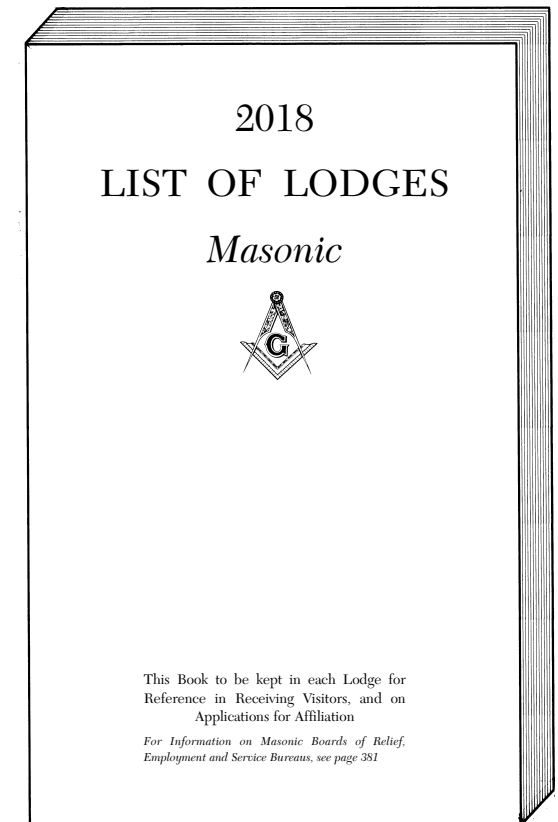 2018
LIST OF LODGES
Masonic
G
This Book to be kept in each Lodge for
Reference in Receiving Visitors, and on
Applications for Affiliation
For Information on Masonic Boards of Relief,
Employment and Service Bureaus, see page 381